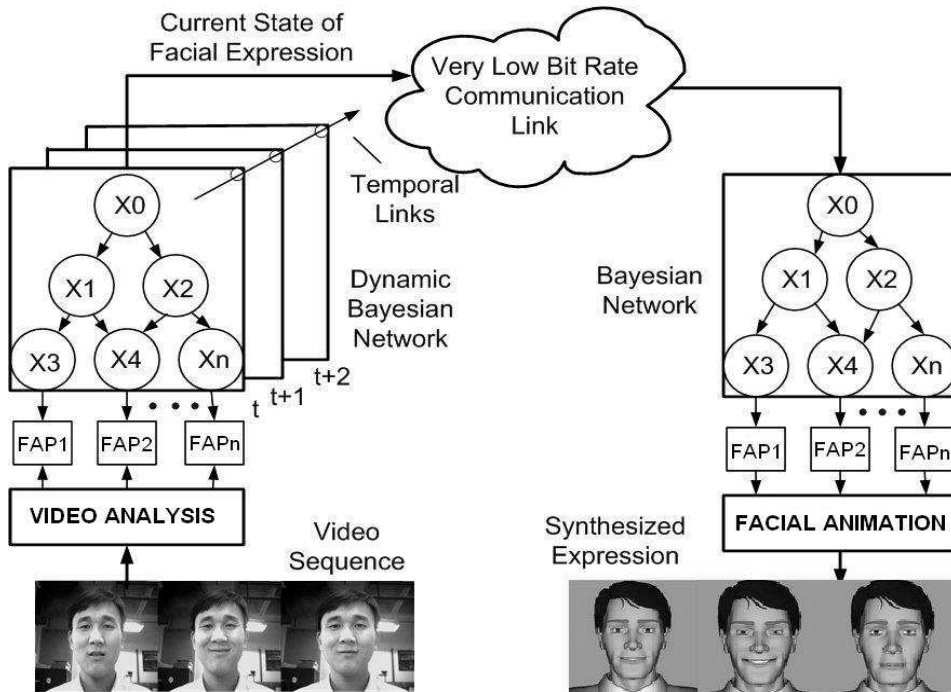 Current State of
Facial Expression
Very Low Bit Rate
Communication
Link
Temporal
Links
X0
X1 X2
X3 X4 Xn
Dynamic
Bayesian
Network
t t+1 t+2
FAP1 FAP2 FAPn
VIDEO ANALYSIS
Video
Sequence
Bayesian
Network
X0
X1 X2
X3 X4 Xn
FAP1 FAP2 FAPn
FACIAL ANIMATION
Synthesized
Expression